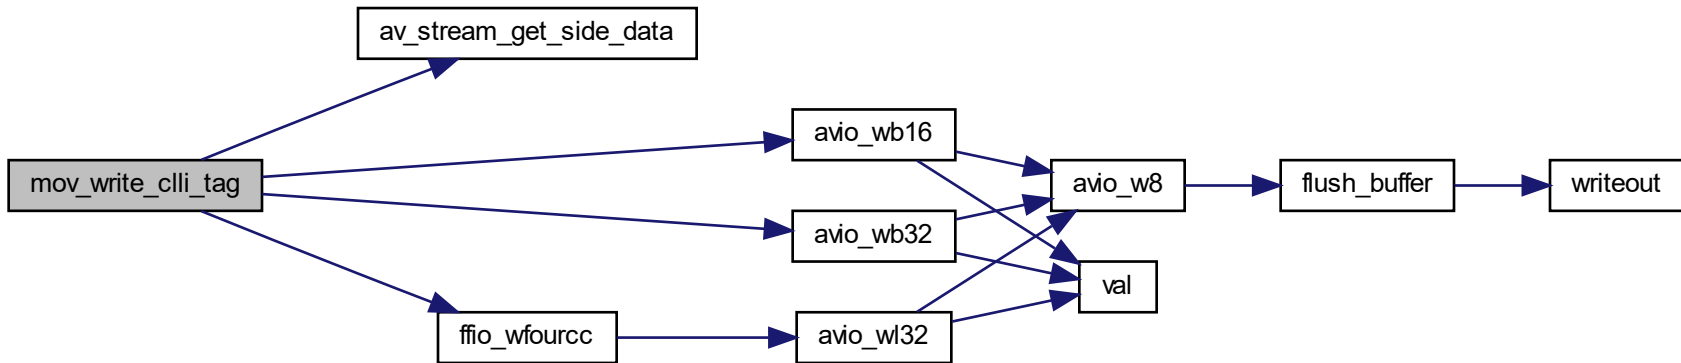 av_stream_get_side_data
avio_wb16
mov_write_clli_tag
avio_w8
flush_buffer
writeout
avio_wb32
val
ffio_wfourcc
avio_wl32